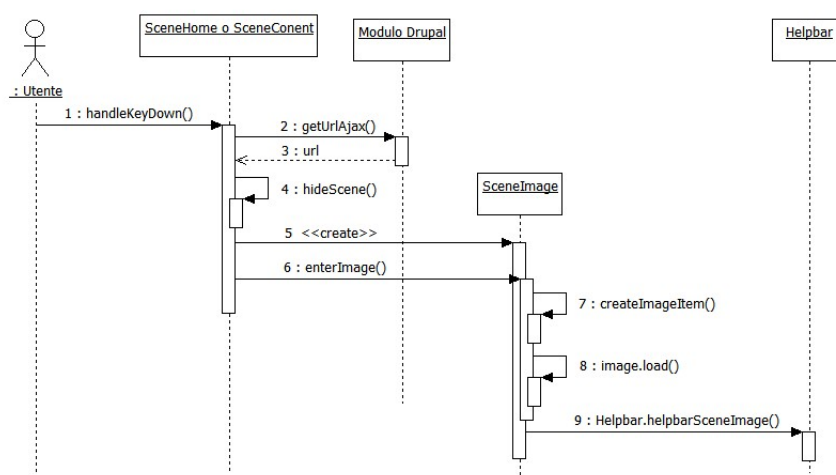 SceneHome o SceneConent
Modulo Drupal
Helpbar
: Utente
1 : handleKeyDown()
2 : getUrlAjax()
3 : url
4 : hideScene()
SceneImage
5 <<create>>
6 : enterImage()
7 : createImageItem()
8 : image.load()
9 : Helpbar.helpbarSceneImage()